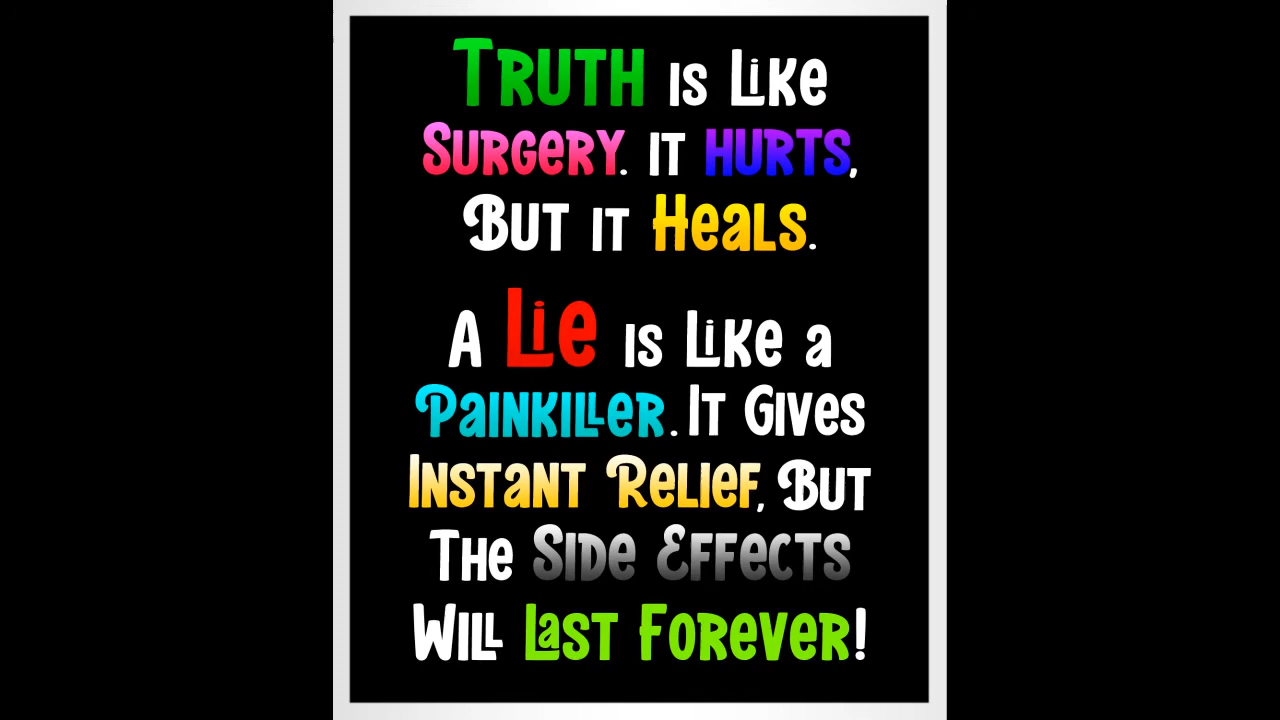 Truth is Like
Surgery. It Hurts,
But it Heals.
A Lie is Like a
Painkiller. It Gives
Instant Relief, But
The Side Effects
Will Last Forever!